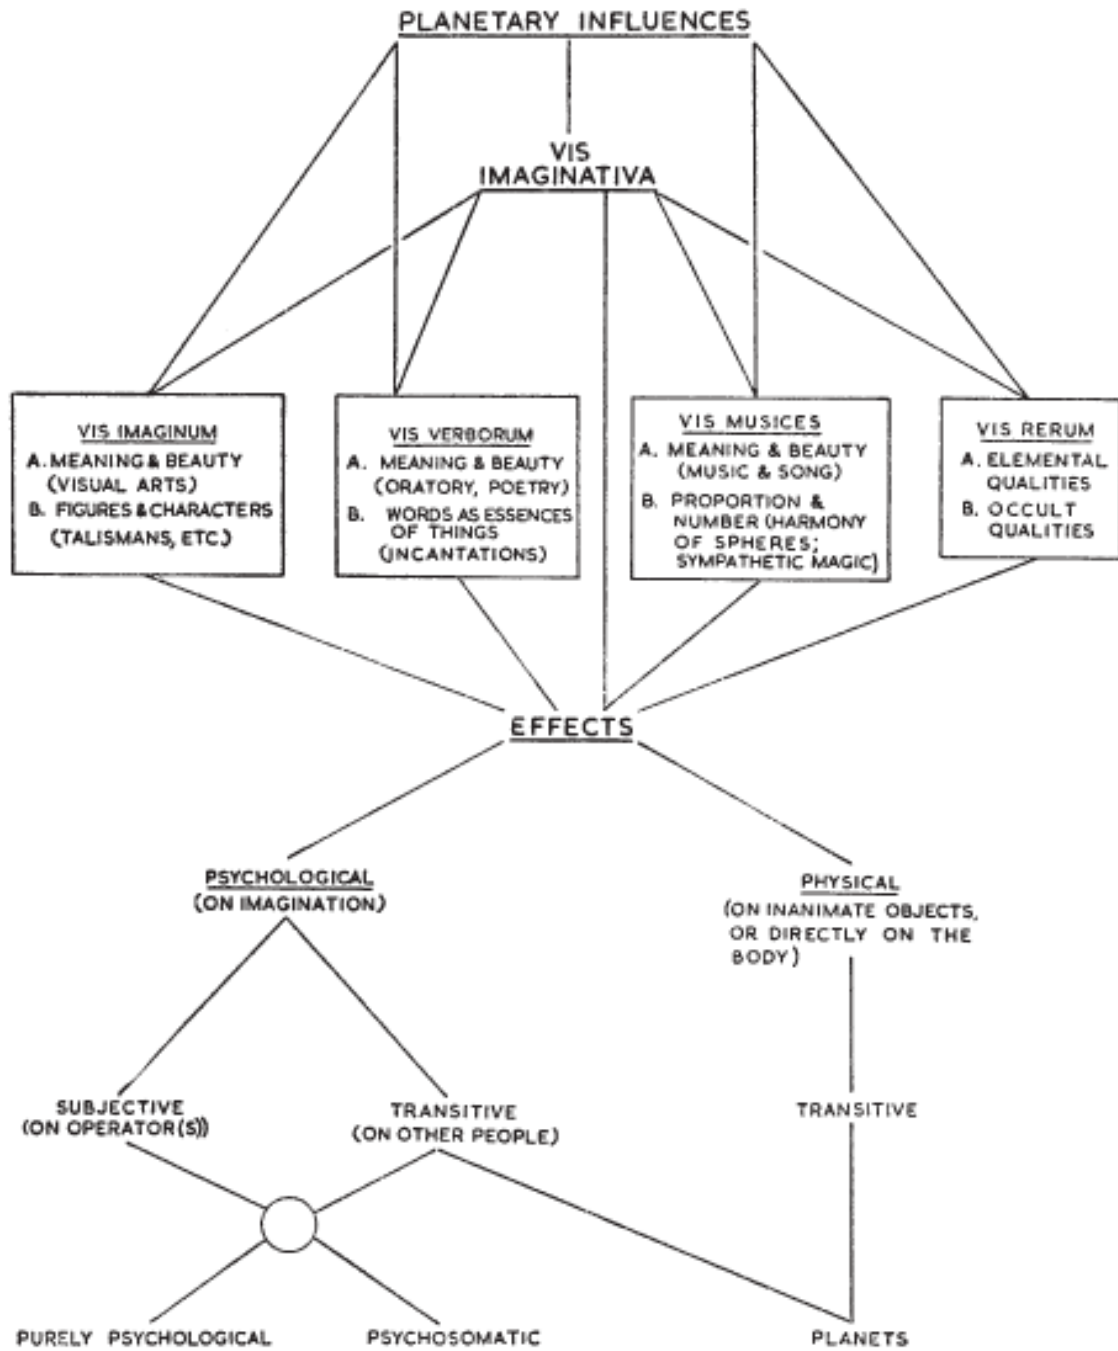 PLANETARY INFLUENCES
VIS
IMAGINATIVA
VIS IMAGINUM
A. MEANING & BEAUTY
(VISUAL ARTS)
B. FIGURES & CHARACTERS
(TALISMANS, ETC.)
VIS VERBORUM
A. MEANING & BEAUTY
(ORATORY, POETRY)
B. WORDS AS ESSENCES
OF THINGS
(INCANTATIONS)
VIS MUSICES
A. MEANING & BEAUTY
(MUSIC & SONG)
B. PROPORTION &
NUMBER (HARMONY
OF SPHERES;
SYMPATHETIC MAGIC)
VIS RERUM
A. ELEMENTAL
QUALITIES
B. OCCULT
QUALITIES
EFFECTS
PSYCHOLOGICAL
(ON IMAGINATION)
PHYSICAL
(ON INANIMATE OBJECTS,
OR DIRECTLY ON THE
BODY)
SUBJECTIVE
(ON OPERATOR(S))
TRANSITIVE
(ON OTHER PEOPLE)
TRANSITIVE
PURELY PSYCHOLOGICAL
PSYCHOSOMATIC
PLANETS